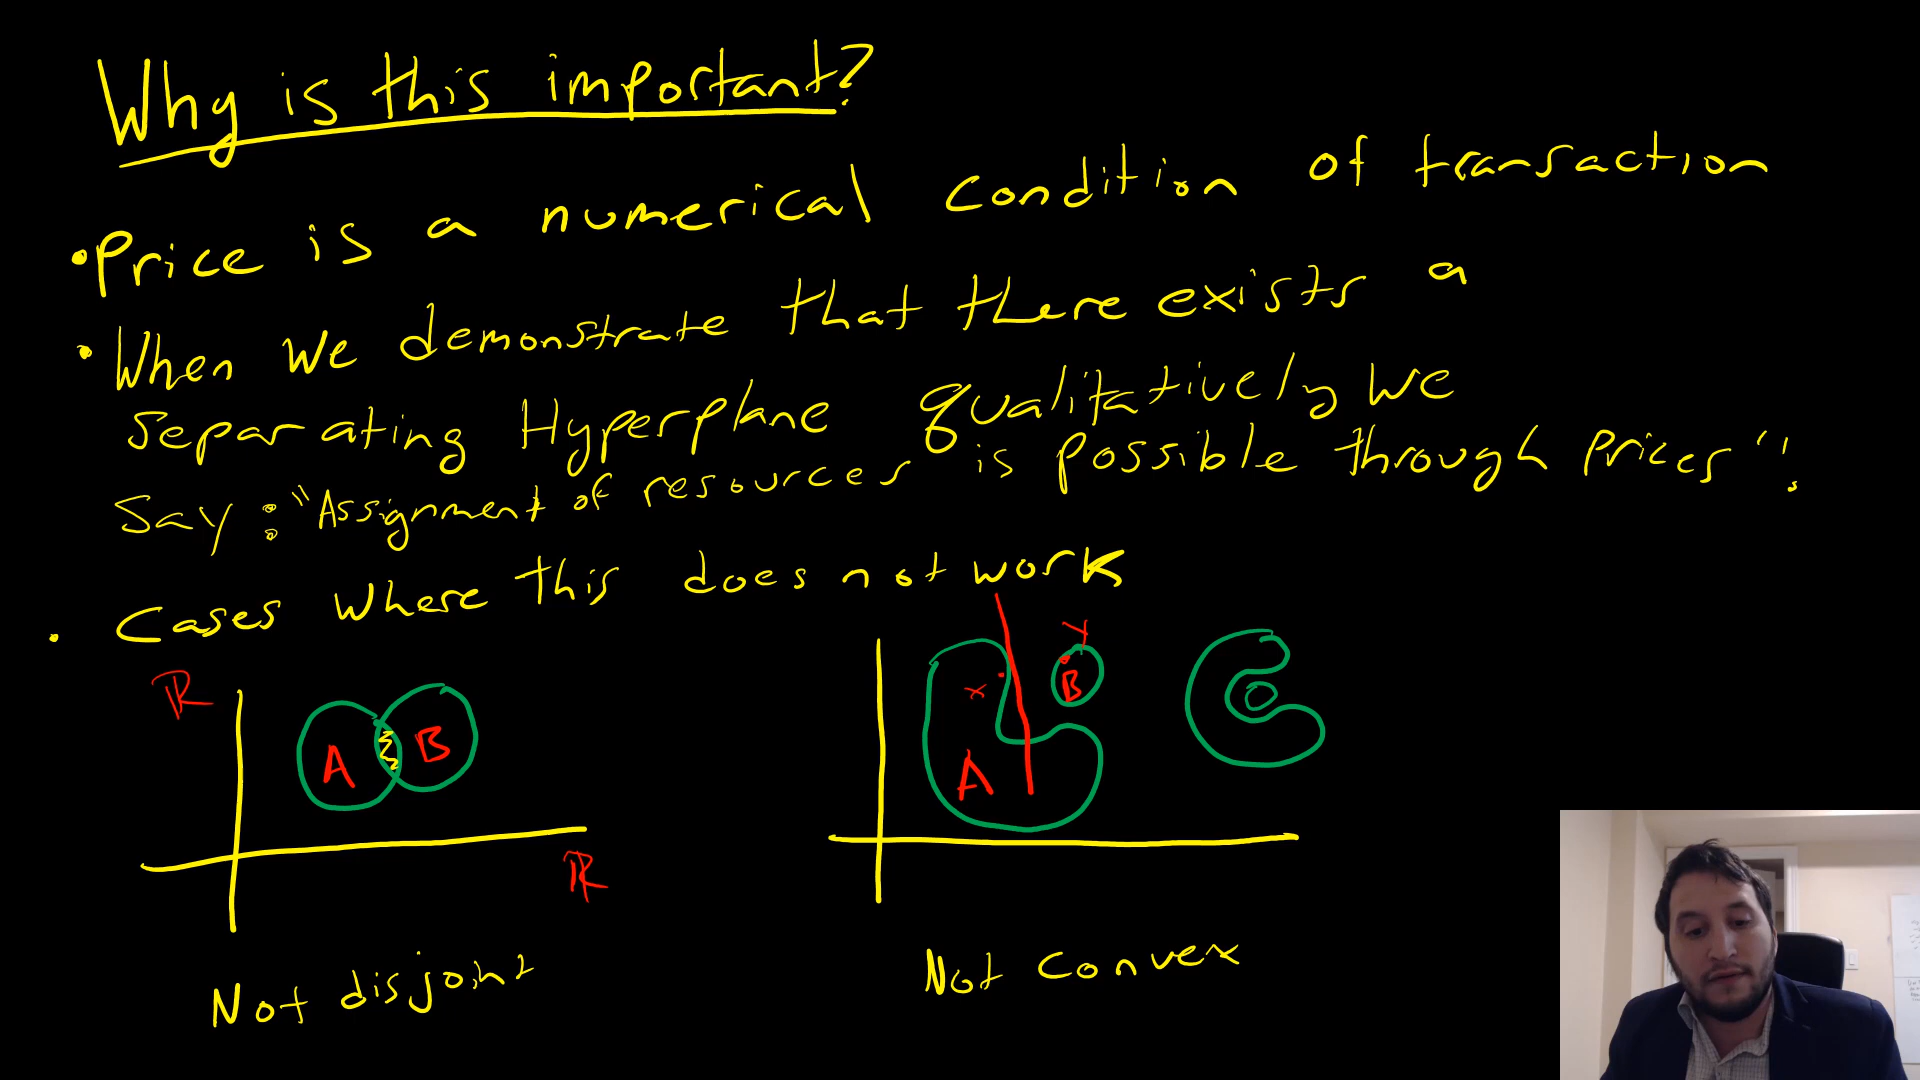 Why is this important?
•Price is a numerical condition of transaction
•When we demonstrate that there exists a
Separating Hyperplane qualitatively we
Say: "Assignment of resources is possible through prices".
• Cases where this does not work
ℝ
A B
ℝ
Not disjoint
x
y
B
A
Not Convex